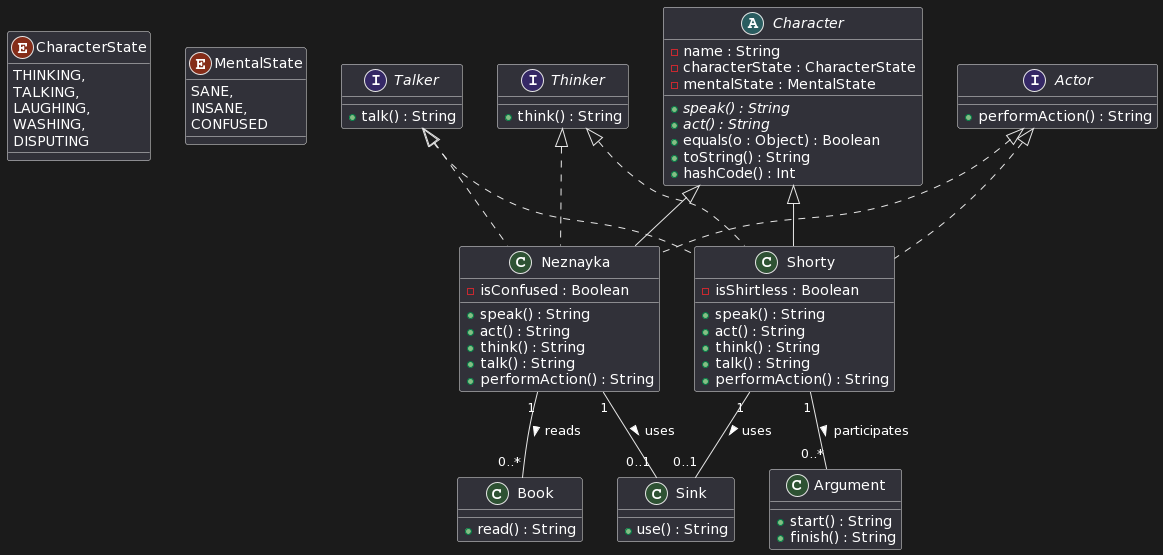 E CharacterState
THINKING,
TALKING,
LAUGHING,
WASHING,
DISPUTING
E MentalState
SANE,
INSANE,
CONFUSED
I Talker
talk() : String
I Thinker
think() : String
A Character
name : String
characterState : CharacterState
mentalState : MentalState
speak() : String
act() : String
equals(o : Object) : Boolean
toString() : String
hashCode() : Int
I Actor
performAction() : String
C Neznayka
isConfused : Boolean
speak() : String
act() : String
think() : String
talk() : String
performAction() : String
C Shorty
isShirtless : Boolean
speak() : String
act() : String
think() : String
talk() : String
performAction() : String
1
reads
0..*
1
uses
0..1
1
uses
0..1
1
participates
0..*
C Book
read() : String
C Sink
use() : String
C Argument
start() : String
finish() : String